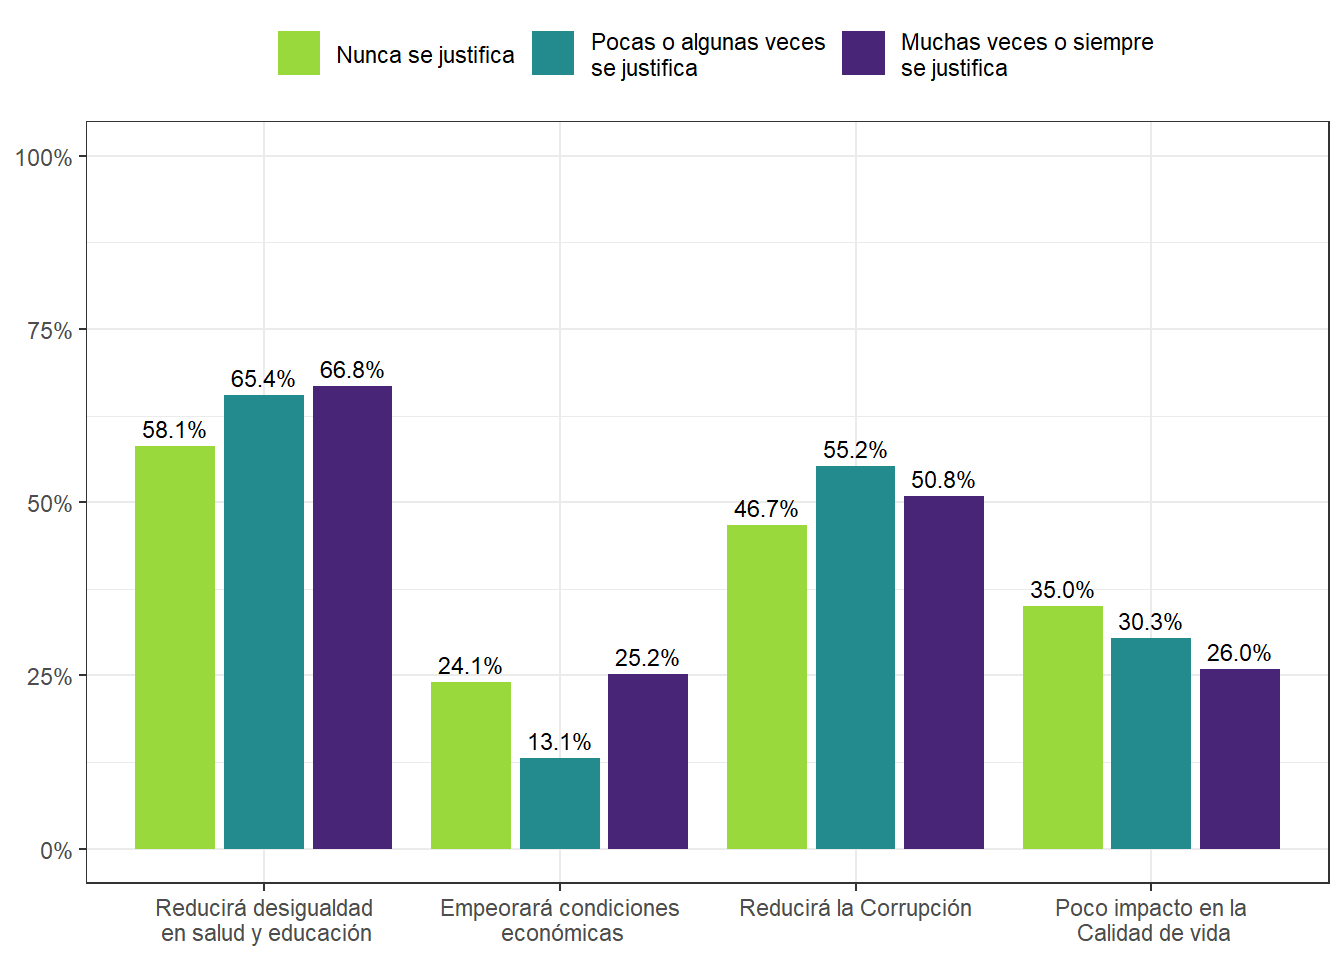 Nunca se justifica
Pocas o algunas veces
se justifica
Muchas veces o siempre
se justifica
100%
75%
50%
25%
0%
58.1%
65.4%
66.8%
24.1%
13.1%
25.2%
46.7%
55.2%
50.8%
35.0%
30.3%
26.0%
Reducirá desigualdad
en salud y educación
Empeorará condiciones
económicas
Reducirá la Corrupción
Poco impacto en la
Calidad de vida